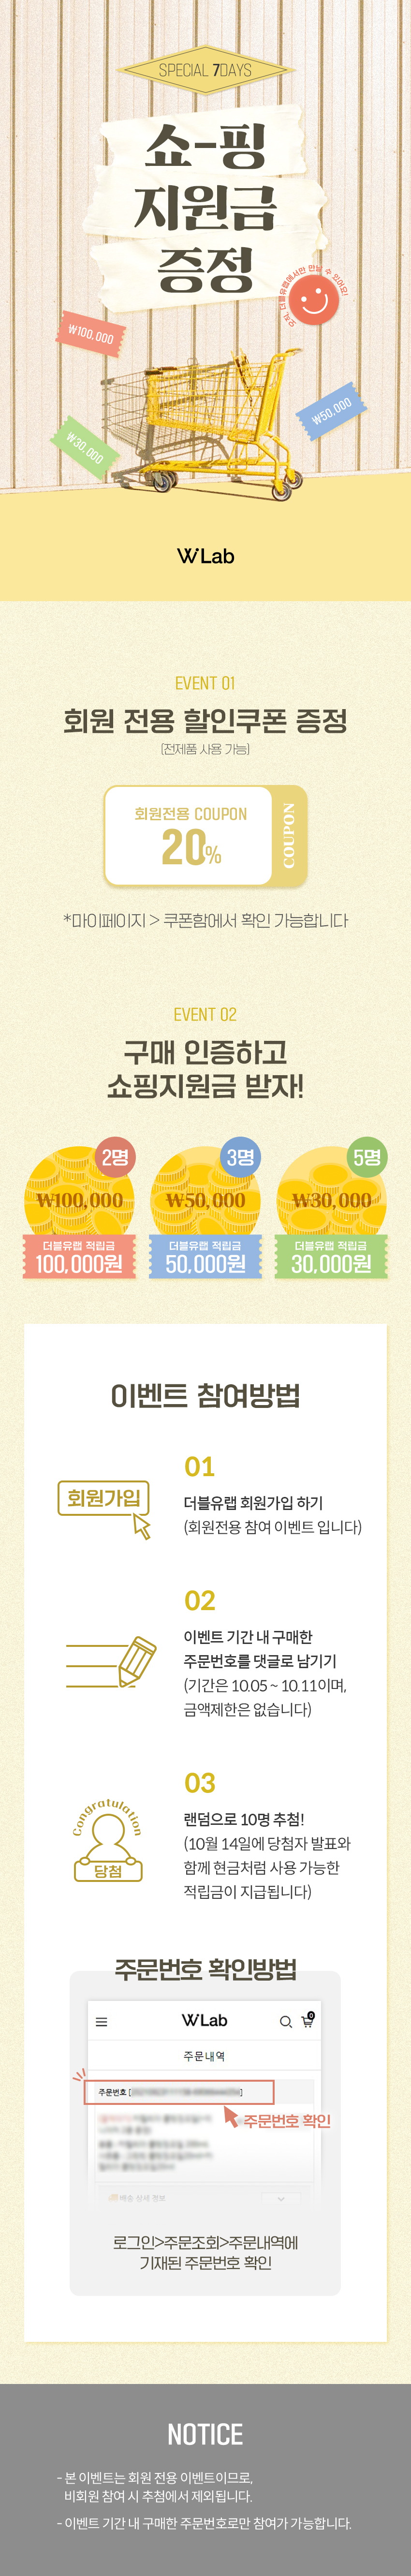 SPECIAL 7DAYS
쇼-핑
지원금
증정
오직, 더블유랩에서만 만날 수 있어요!
₩100,000
₩50,000
₩30,000
W Lab
EVENT 01
회원 전용 할인쿠폰 증정
(전제품 사용 가능)
회원전용 COUPON
20%
COUPON
*마이페이지 > 쿠폰함에서 확인 가능합니다
EVENT 02
구매 인증하고
쇼핑지원금 받자!
2명
3명
5명
₩100,000
₩50,000
₩30,000
더블유랩 적립금
100,000원
더블유랩 적립금
50,000원
더블유랩 적립금
30,000원
이벤트 참여방법
회원가입
01
더블유랩 회원가입 하기
(회원전용 참여 이벤트 입니다)
02
이벤트 기간 내 구매한
주문번호를 댓글로 남기기
(기간은 10.05 ~ 10.11이며,
금액제한은 없습니다)
Congratulation
당첨
03
랜덤으로 10명 추첨!
(10월 14일에 당첨자 발표와
함께 현금처럼 사용 가능한
적립금이 지급됩니다)
주문번호 확인방법
W Lab
0
주문내역
주문번호 [
]
주문번호 확인
배송 상세 정보
로그인>주문조회>주문내역에
기재된 주문번호 확인
NOTICE
- 본 이벤트는 회원 전용 이벤트이므로,
비회원 참여 시 추첨에서 제외됩니다.
- 이벤트 기간 내 구매한 주문번호로만 참여가 가능합니다.